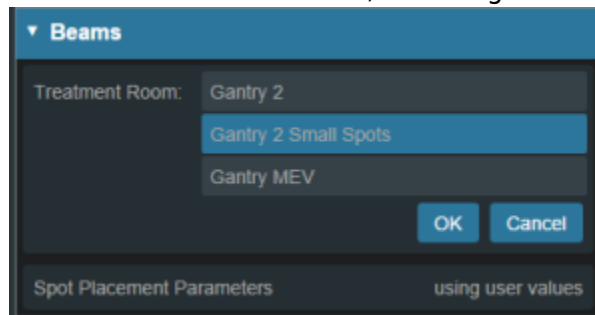 Beams
Treatment Room: Gantry 2
Gantry 2 Small Spots
Gantry MEV
OK Cancel
Spot Placement Parameters using user values